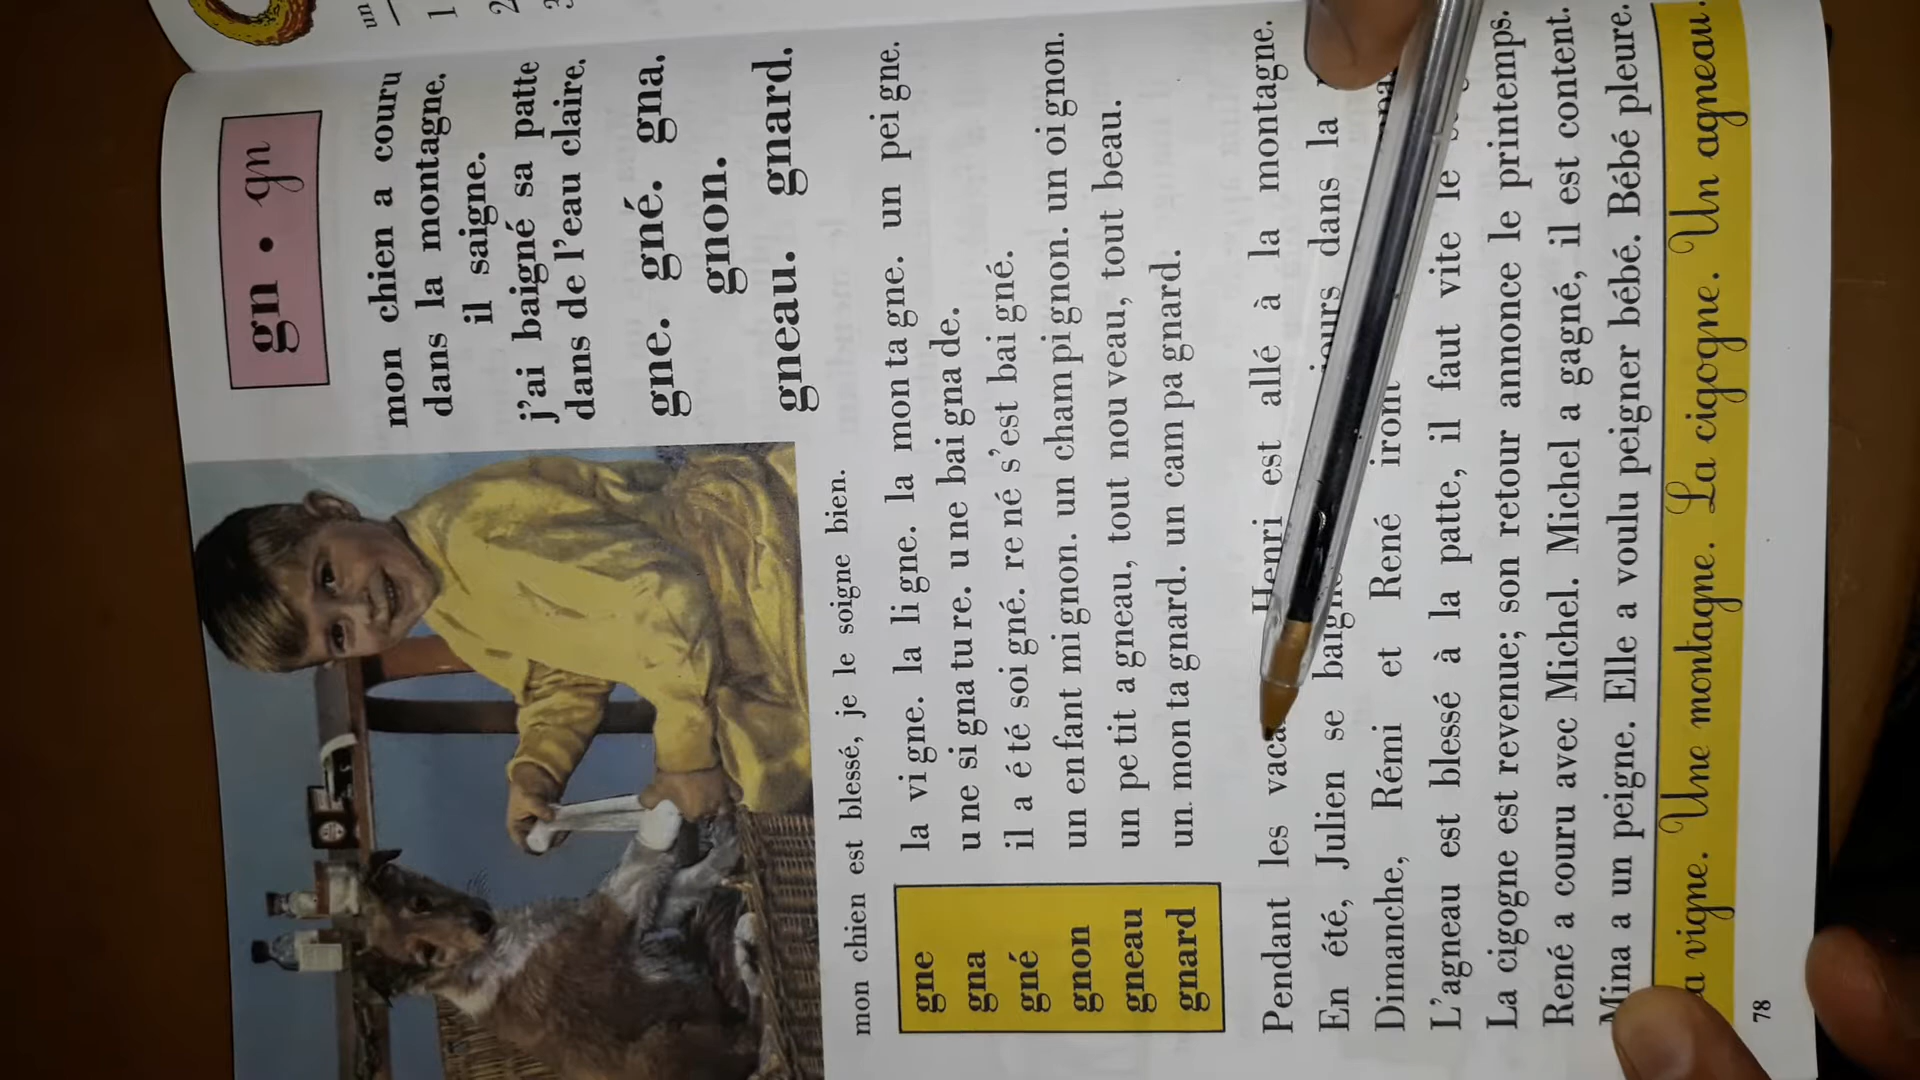 gn • gn
mon chien a couru
dans la montagne.
il saigne.
j'ai baigné sa patte
dans de l'eau claire.
gne. gné. gna.
gnon.
gneau. gnard.
mon chien est blessé, je le soigne bien.
gne
gna
gné
gnon
gneau
gnard
la vi gne. la li gne. la mon ta gne. un pei gne.
u ne si gna tu re. u ne bai gna de.
il a é té soi gné. re né s'est bai gné.
un en fant mi gnon. un cham pi gnon. un oi gnon.
un pe tit a gneau, tout nou veau, tout beau.
un mon ta gnard. un cam pa gnard.
Pendant les Henri est allé à la montagne.
En été, Julien se dans la
Dimanche, Rémi et René iront
L'agneau est blessé à la patte, il faut vite le
La cigogne est revenue; son retour annonce le printemps.
René a couru avec Michel. Michel a gagné, il est content.
Mina a un peigne. Elle a voulu peigner bébé. Bébé pleure.
vigne. Une montagne. La cigogne. Un agneau.
78
un
1
2